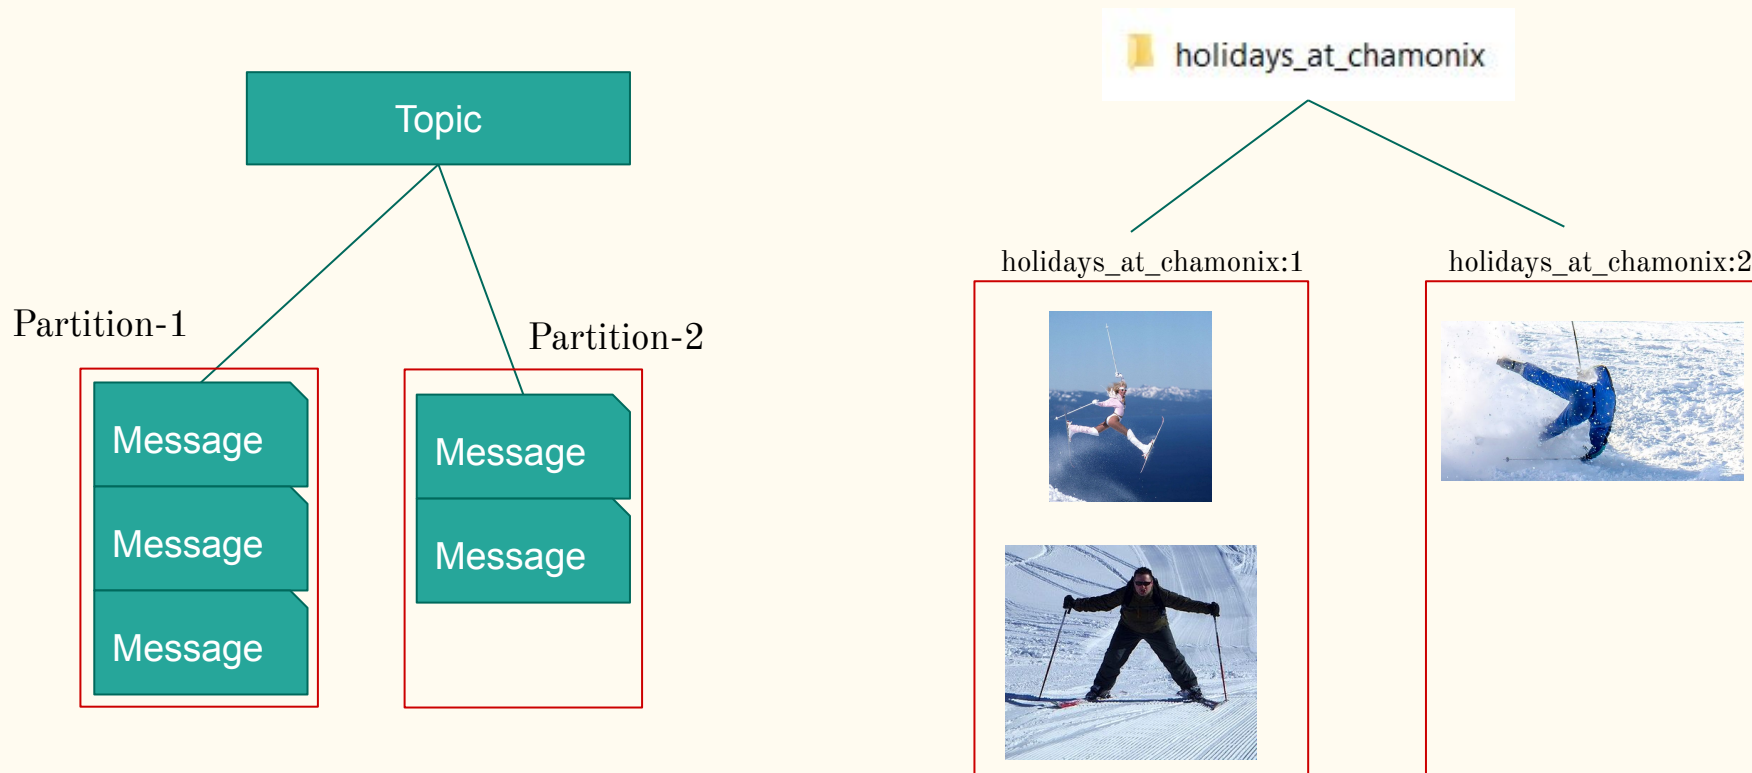 Topic
Partition-1
Partition-2
Message
Message
Message
Message
Message
holidays_at_chamonix
holidays_at_chamonix:1
holidays_at_chamonix:2